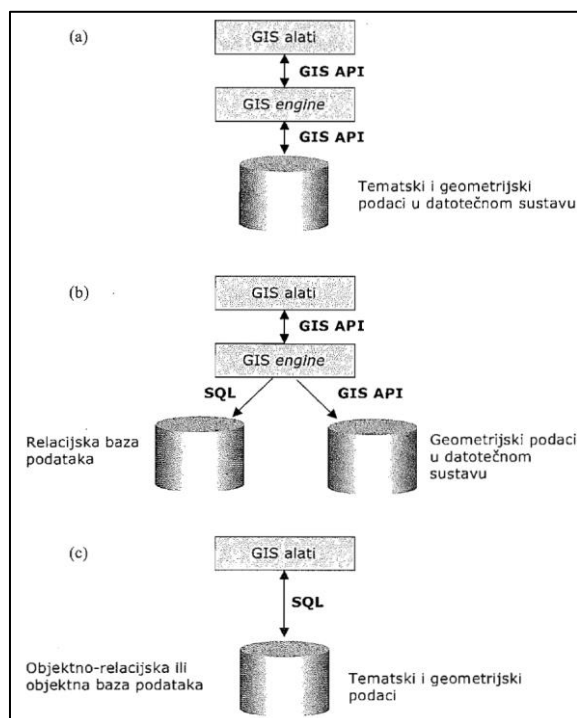 (a)
GIS alati
GIS API
GIS engine
GIS API
Tematski i geometrijski
podaci u datotečnom sustavu
(b)
GIS alati
GIS API
GIS engine
SQL
GIS API
Relacijska baza
podataka
Geometrijski podaci
u datotečnom
sustavu
(c)
GIS alati
SQL
Objektno-relacijska ili
objektna baza podataka
Tematski i geometrijski
podaci